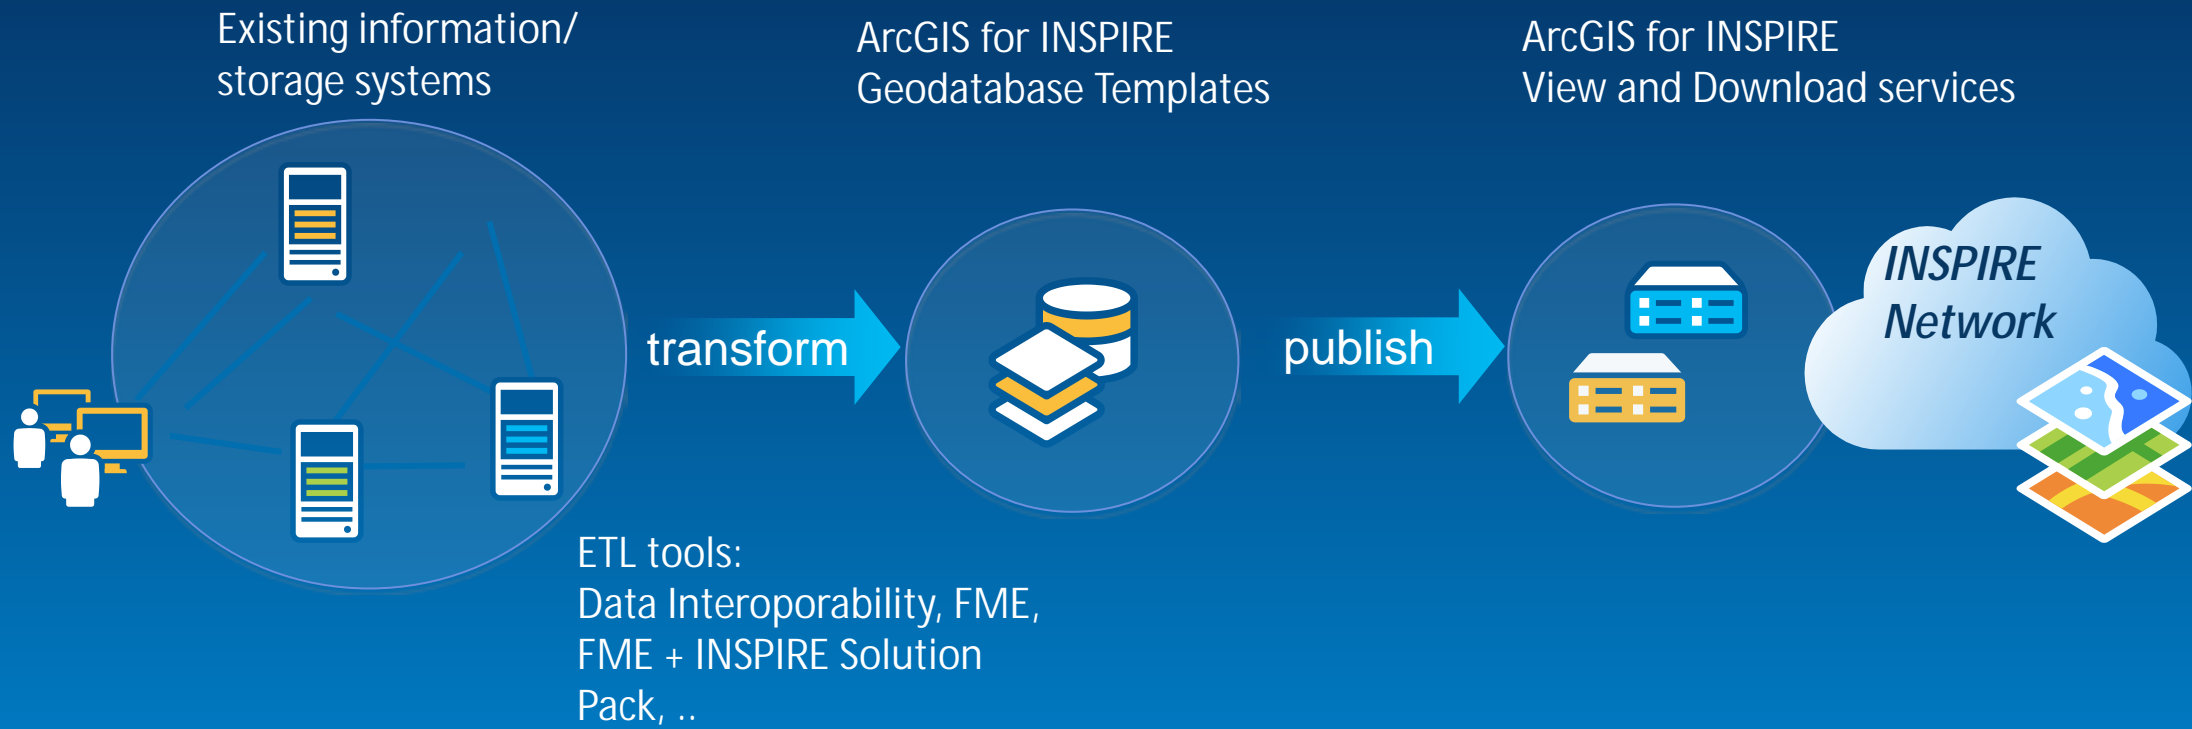 Existing information/
storage systems
ArcGIS for INSPIRE
Geodatabase Templates
ArcGIS for INSPIRE
View and Download services
transform
publish
INSPIRE
Network
ETL tools:
Data Interoporability, FME,
FME + INSPIRE Solution
Pack, ..